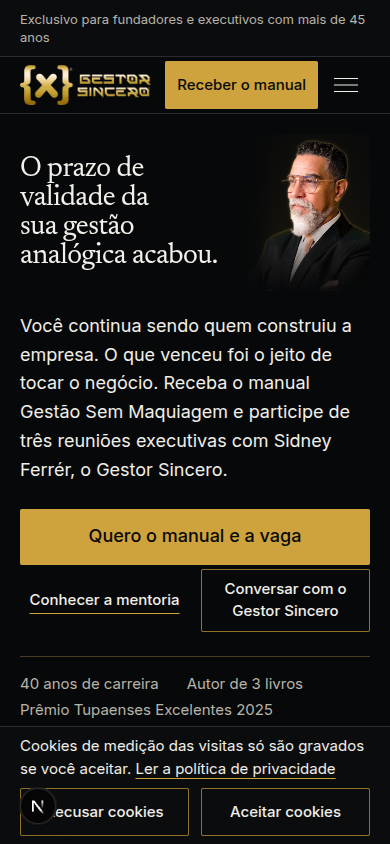 Exclusivo para fundadores e executivos com mais de 45
anos
{x} GESTOR
SINCERO
Receber o manual
O prazo de
validade da
sua gestão
analógica acabou.
Você continua sendo quem construiu a
empresa. O que venceu foi o jeito de
tocar o negócio. Receba o manual
Gestão Sem Maquiagem e participe de
três reuniões executivas com Sidney
Ferrér, o Gestor Sincero.
Quero o manual e a vaga
Conhecer a mentoria
Conversar com o
Gestor Sincero
40 anos de carreira
Autor de 3 livros
Prêmio Tupaenses Excelentes 2025
Cookies de medição das visitas só são gravados
se você aceitar. Ler a política de privacidade
N
ecusar cookies
Aceitar cookies